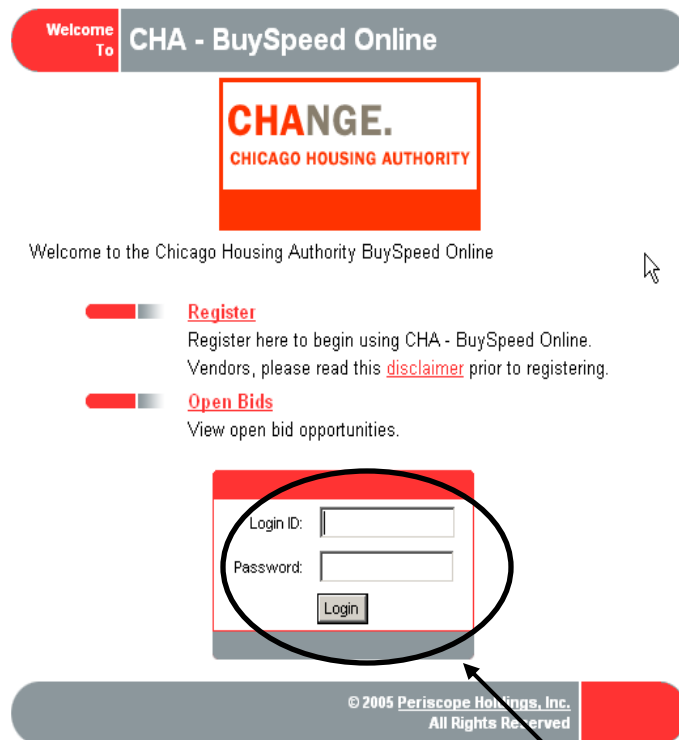 Welcome
To
CHA - BuySpeed Online
CHANGE.
CHICAGO HOUSING AUTHORITY
Welcome to the Chicago Housing Authority BuySpeed Online
Register
Register here to begin using CHA - BuySpeed Online.
Vendors, please read this disclaimer prior to registering.
Open Bids
View open bid opportunities.
Login ID:
Password:
Login
© 2005 Periscope Holdings, Inc.
All Rights Reserved